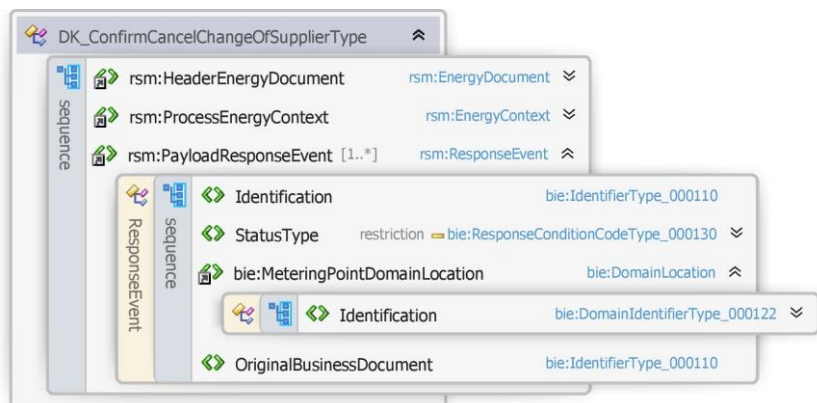 DK_ConfirmCancelChangeOfSupplierType
sequence
rsm:HeaderEnergyDocument rsm:EnergyDocument
rsm:ProcessEnergyContext rsm:EnergyContext
rsm:PayloadResponseEvent [1..*] rsm:ResponseEvent
ResponseEvent
sequence
Identification bie:IdentifierType_000110
StatusType restriction bie:ResponseConditionCodeType_000130
bie:MeteringPointDomainLocation bie:DomainLocation
Identification bie:DomainIdentifierType_000122
OriginalBusinessDocument bie:IdentifierType_000110